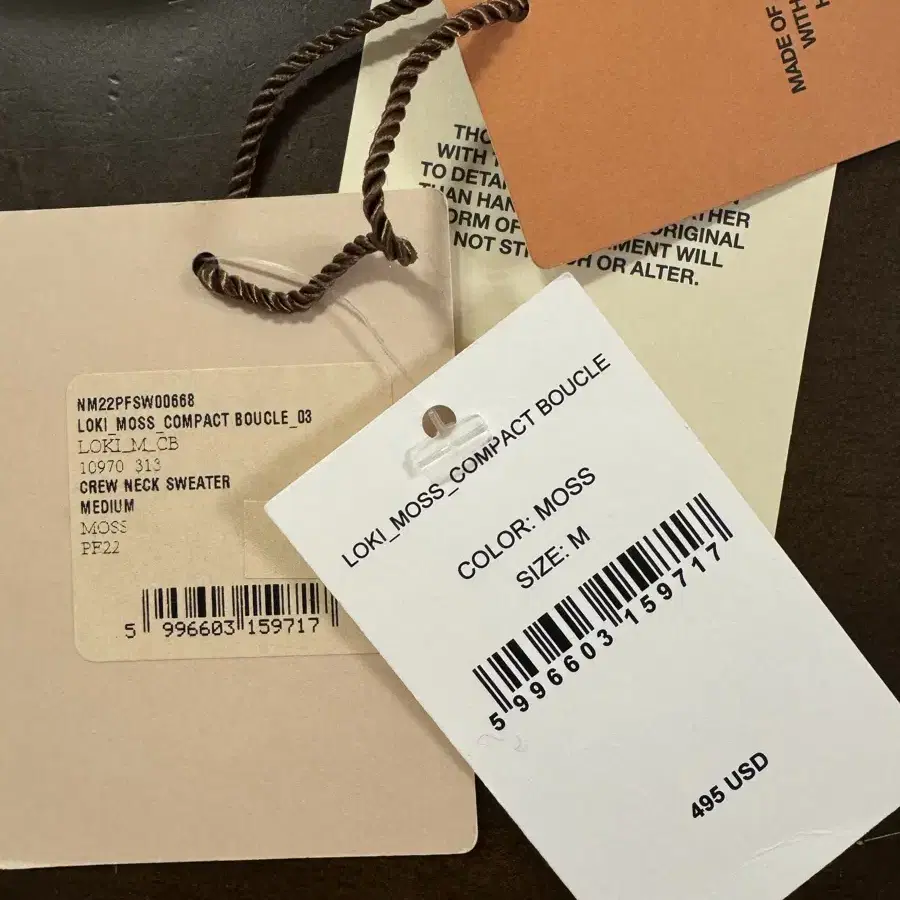 MADE OF
WITH
THO
WITH
TO DETA
THAN HAN
ATHER
ORM OF
ORIGINAL
NOT ST
MENT WILL
H OR ALTER.
NM22PFSW00668
LOKI_MOSS_COMPACT BOUCLE_03
LOKI_M_CB
10970 313
CREW NECK SWEATER
MEDIUM
MOSS
PF22
5 996603 159717
LOKI_MOSS_COMPACT BOUCLE
COLOR: MOSS
SIZE: M
5 996603 159717
495 USD